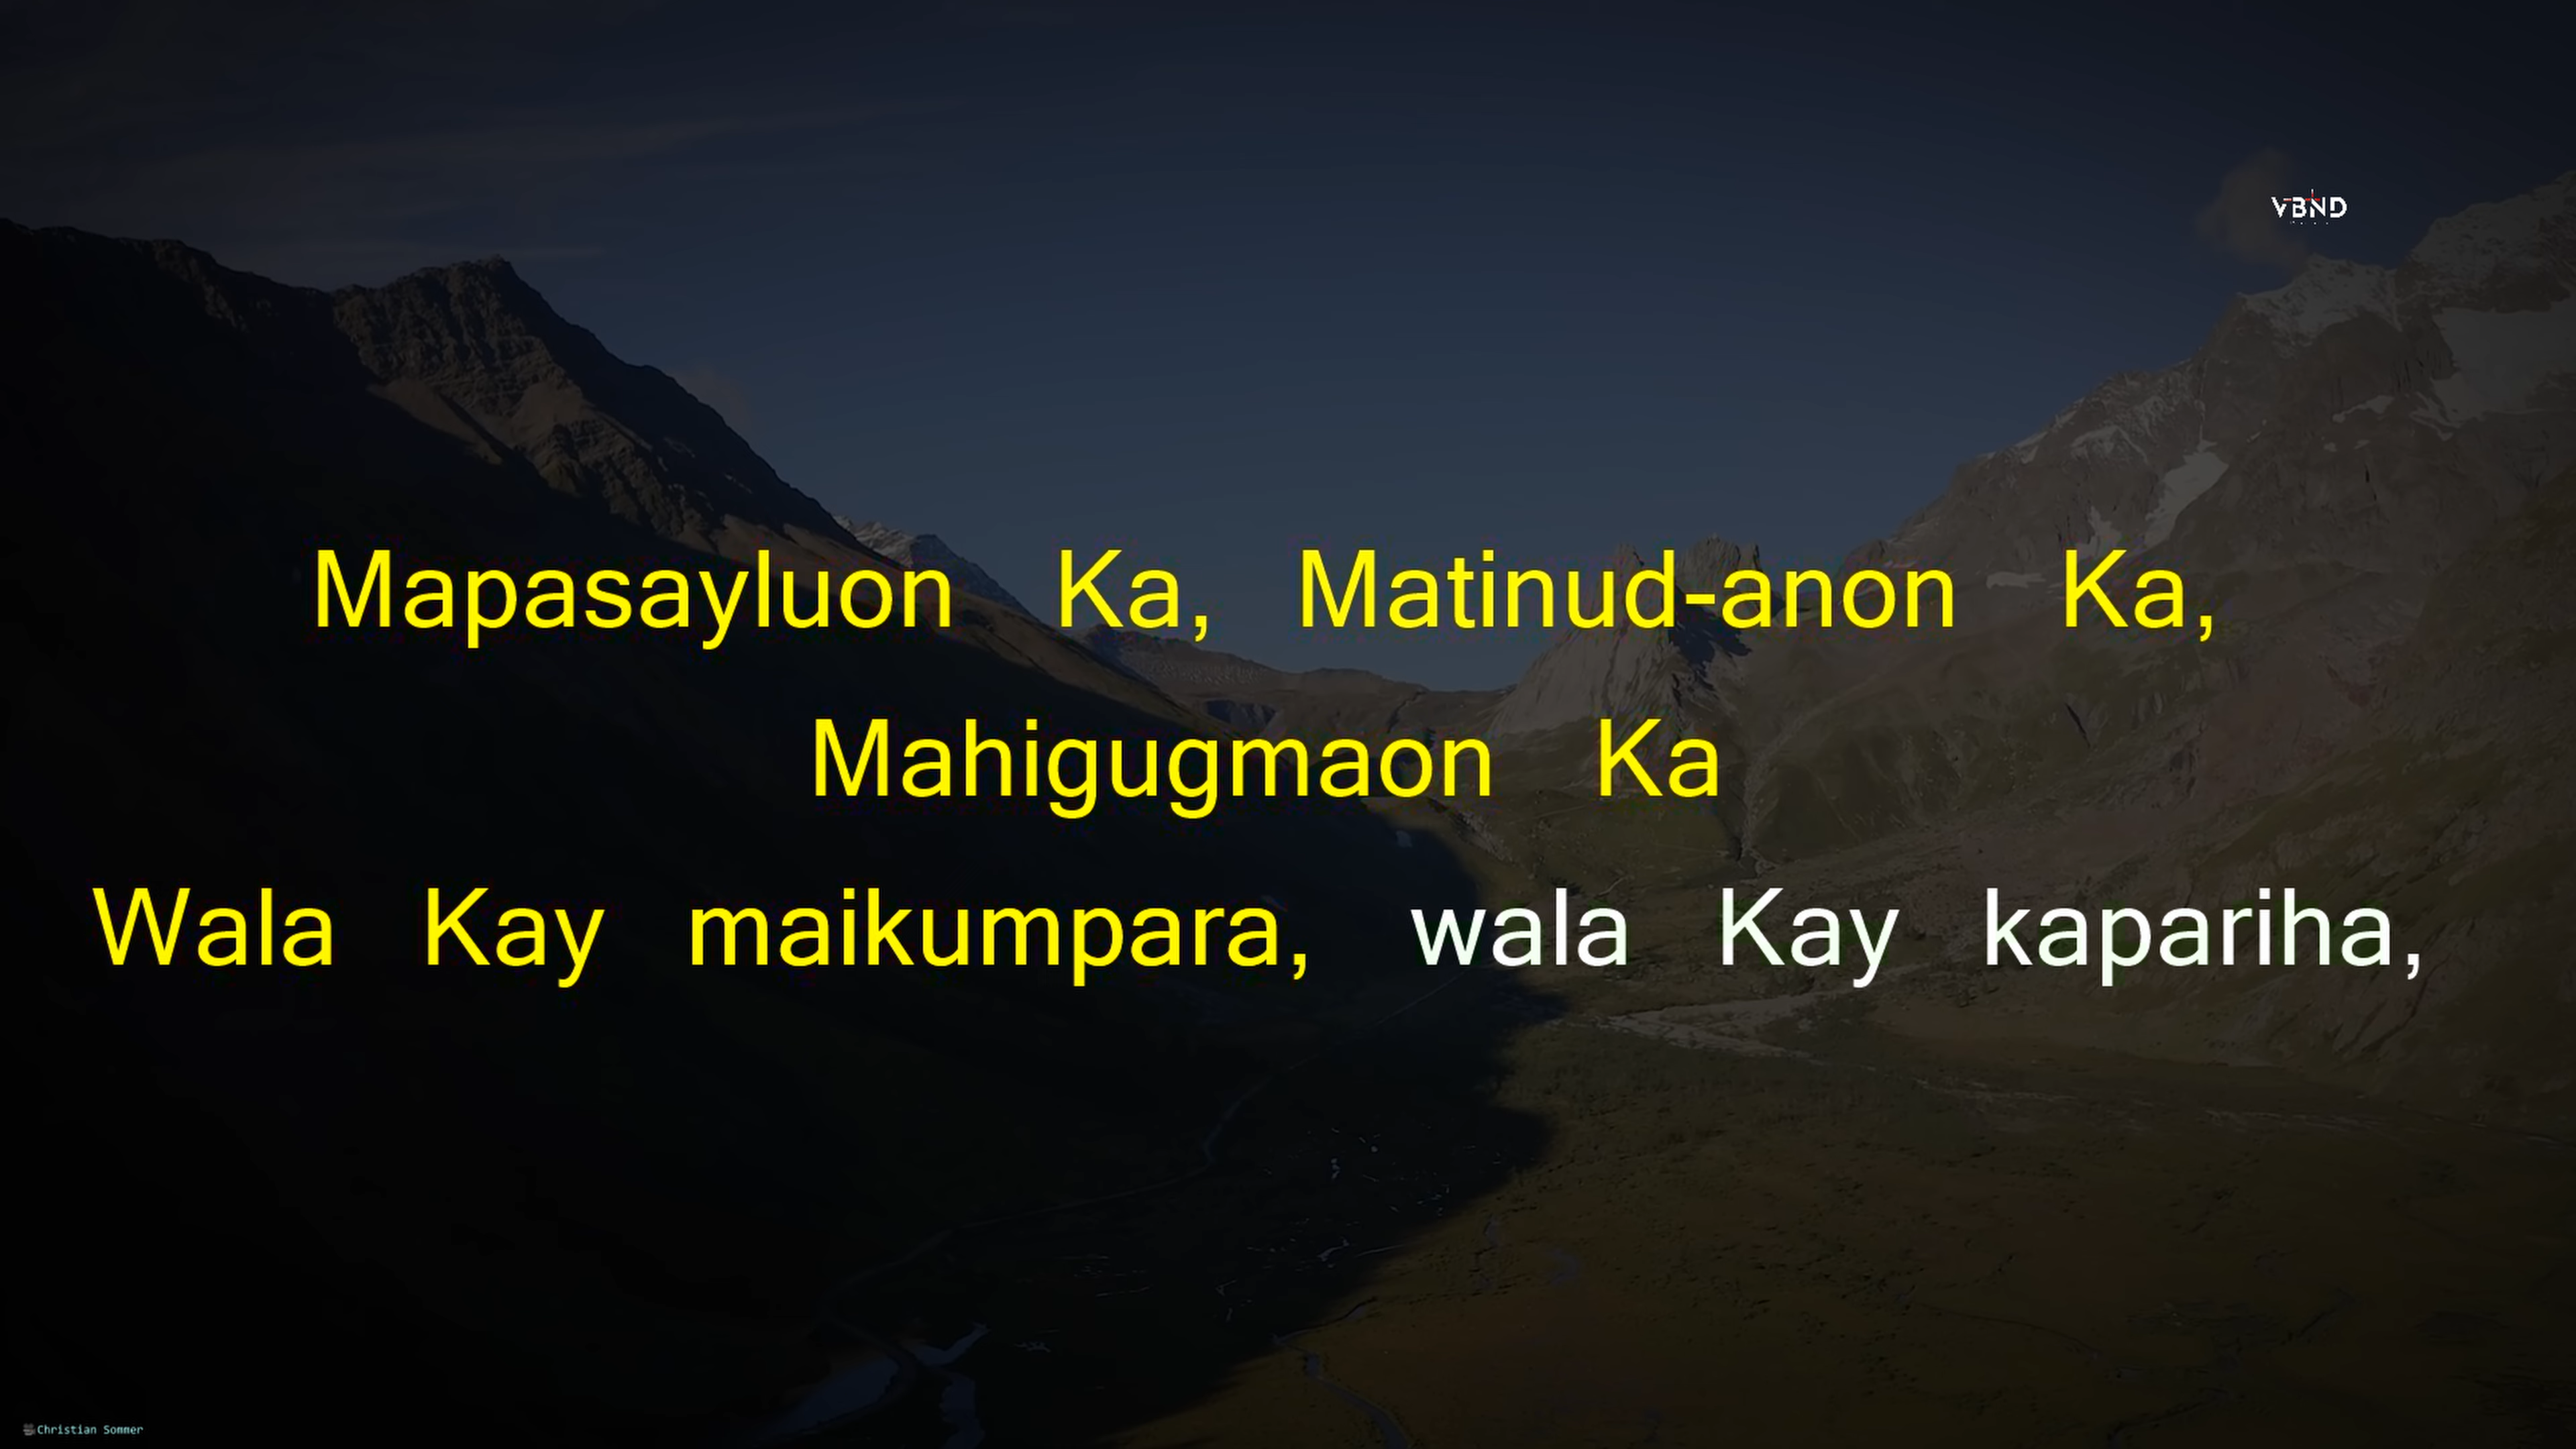 VBND
Mapasayluon Ka, Matinud-anon Ka,
Mahigugmaon Ka
Wala Kay maikumpara, wala Kay kapariha,
Christian Sommer